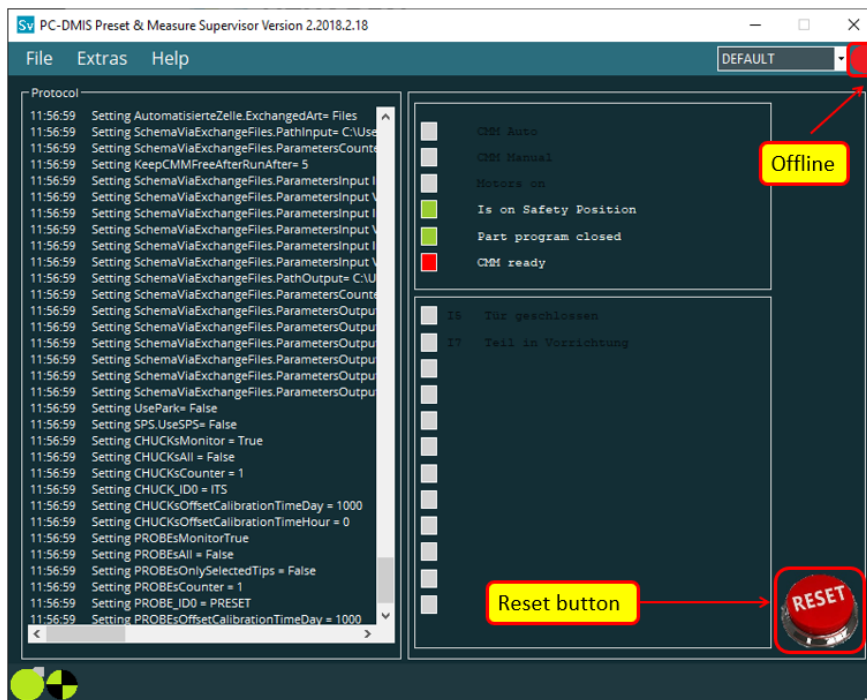 Sv PC-DMIS Preset & Measure Supervisor Version 2.2018.2.18
File Extras Help
DEFAULT
Protocol
11:56:59 Setting AutomatisierteZelle.ExchangedArt= Files
11:56:59 Setting SchemaViaExchangeFiles.PathInput= C:\Use
11:56:59 Setting SchemaViaExchangeFiles.ParametersCounte
11:56:59 Setting KeepCMMFreeAfterRunAfter= 5
11:56:59 Setting SchemaViaExchangeFiles.ParametersInput I
11:56:59 Setting SchemaViaExchangeFiles.ParametersInput V
11:56:59 Setting SchemaViaExchangeFiles.ParametersInput I
11:56:59 Setting SchemaViaExchangeFiles.ParametersInput V
11:56:59 Setting SchemaViaExchangeFiles.ParametersInput I
11:56:59 Setting SchemaViaExchangeFiles.ParametersInput V
11:56:59 Setting SchemaViaExchangeFiles.PathOutput= C:\U
11:56:59 Setting SchemaViaExchangeFiles.ParametersCounte
11:56:59 Setting SchemaViaExchangeFiles.ParametersOutpu
11:56:59 Setting SchemaViaExchangeFiles.ParametersOutpu
11:56:59 Setting SchemaViaExchangeFiles.ParametersOutpu
11:56:59 Setting SchemaViaExchangeFiles.ParametersOutpu
11:56:59 Setting SchemaViaExchangeFiles.ParametersOutpu
11:56:59 Setting SchemaViaExchangeFiles.ParametersOutpu
11:56:59 Setting UsePark= False
11:56:59 Setting SPS.UseSPS= False
11:56:59 Setting CHUCKsMonitor = True
11:56:59 Setting CHUCKsAll = False
11:56:59 Setting CHUCKsCounter = 1
11:56:59 Setting CHUCK_ID0 = ITS
11:56:59 Setting CHUCKsOffsetCalibrationTimeDay = 1000
11:56:59 Setting CHUCKsOffsetCalibrationTimeHour = 0
11:56:59 Setting PROBEsMonitorTrue
11:56:59 Setting PROBEsAll = False
11:56:59 Setting PROBEsOnlySelectedTips = False
11:56:59 Setting PROBEsCounter = 1
11:56:59 Setting PROBE_ID0 = PRESET
11:56:59 Setting PROBEsOffsetCalibrationTimeDay = 1000
CMM Auto
CMM Manual
Motors on
Is on Safety Position
Part program closed
CMM ready
Offline
I5 Tür geschlossen
I7 Teil in Vorrichtung
Reset button
RESET